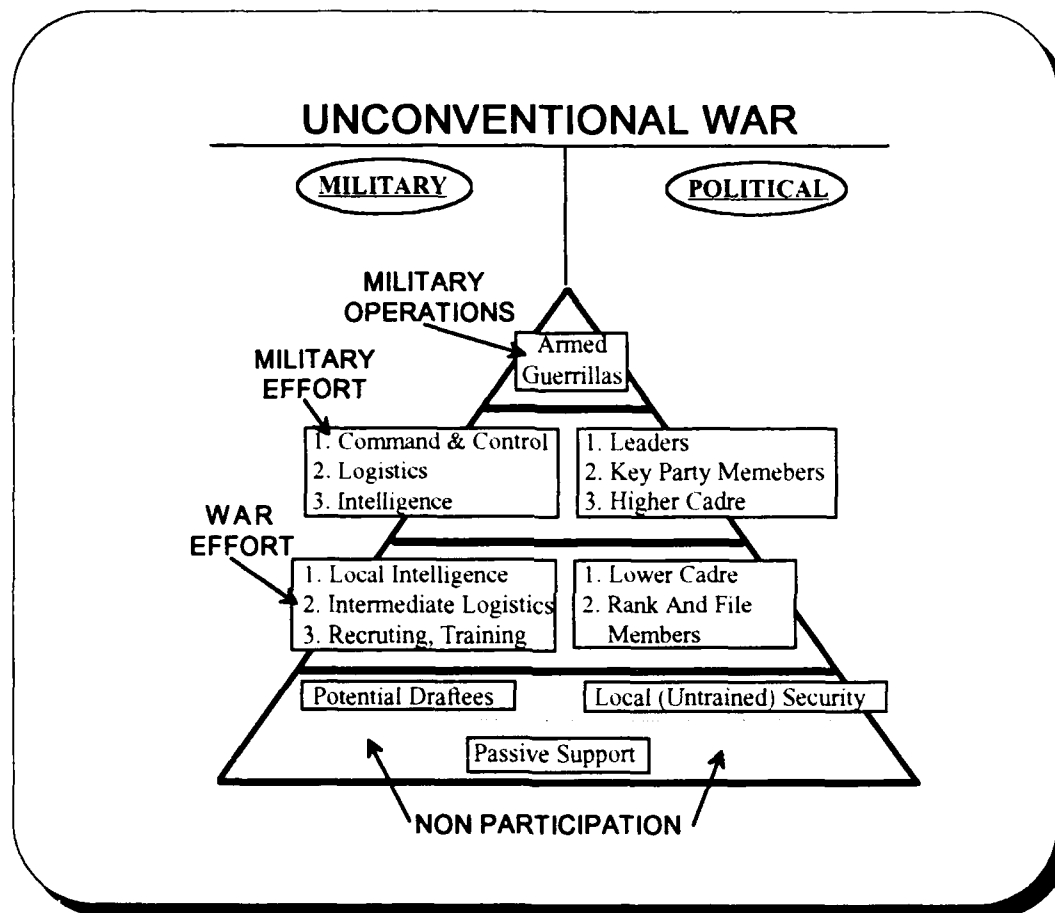 UNCONVENTIONAL WAR
MILITARY
POLITICAL
MILITARY
OPERATIONS
Armed
Guerrillas
MILITARY
EFFORT
1. Command & Control
2. Logistics
3. Intelligence
1. Leaders
2. Key Party Memebers
3. Higher Cadre
WAR
EFFORT
1. Local Intelligence
2. Intermediate Logistics
3. Recruting, Training
1. Lower Cadre
2. Rank And File
Members
Potential Draftees
Local (Untrained) Security
Passive Support
NON PARTICIPATION